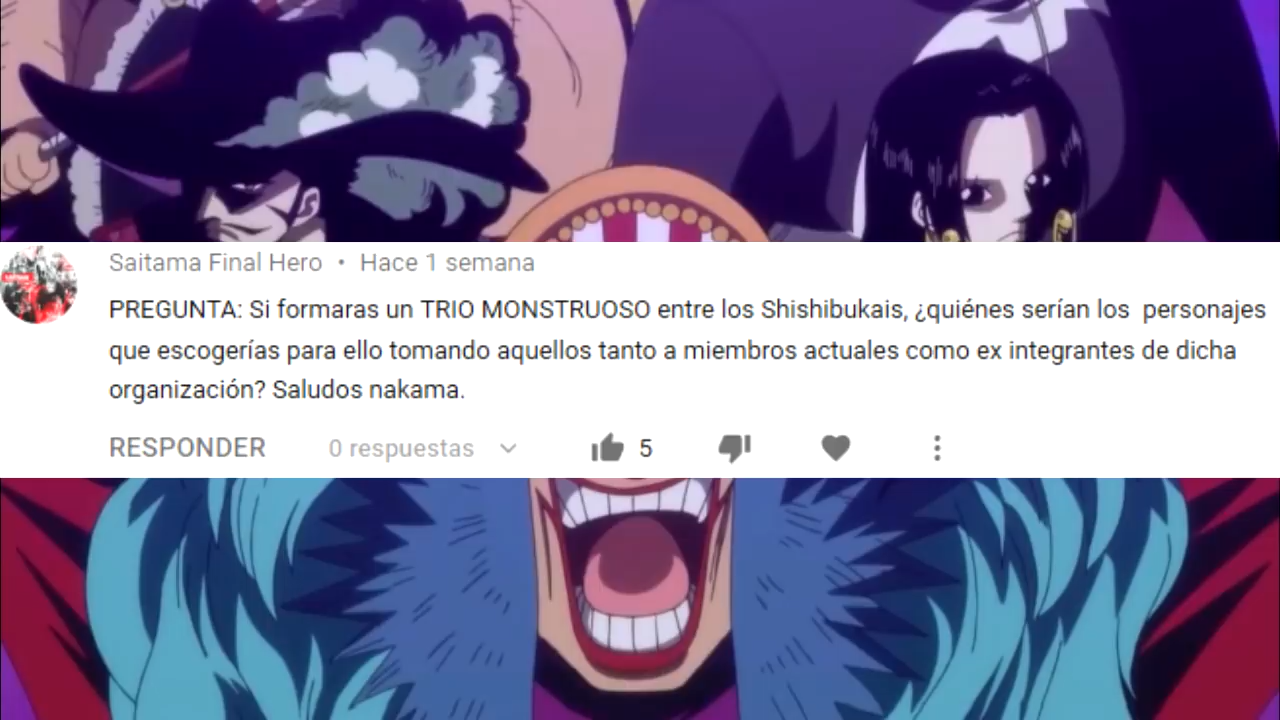 Saitama Final Hero • Hace 1 semana
PREGUNTA: Si formaras un TRIO MONSTRUOSO entre los Shishibukais, ¿quiénes serían los personajes
que escogerías para ello tomando aquellos tanto a miembros actuales como ex integrantes de dicha
organización? Saludos nakama.
RESPONDER 0 respuestas 5